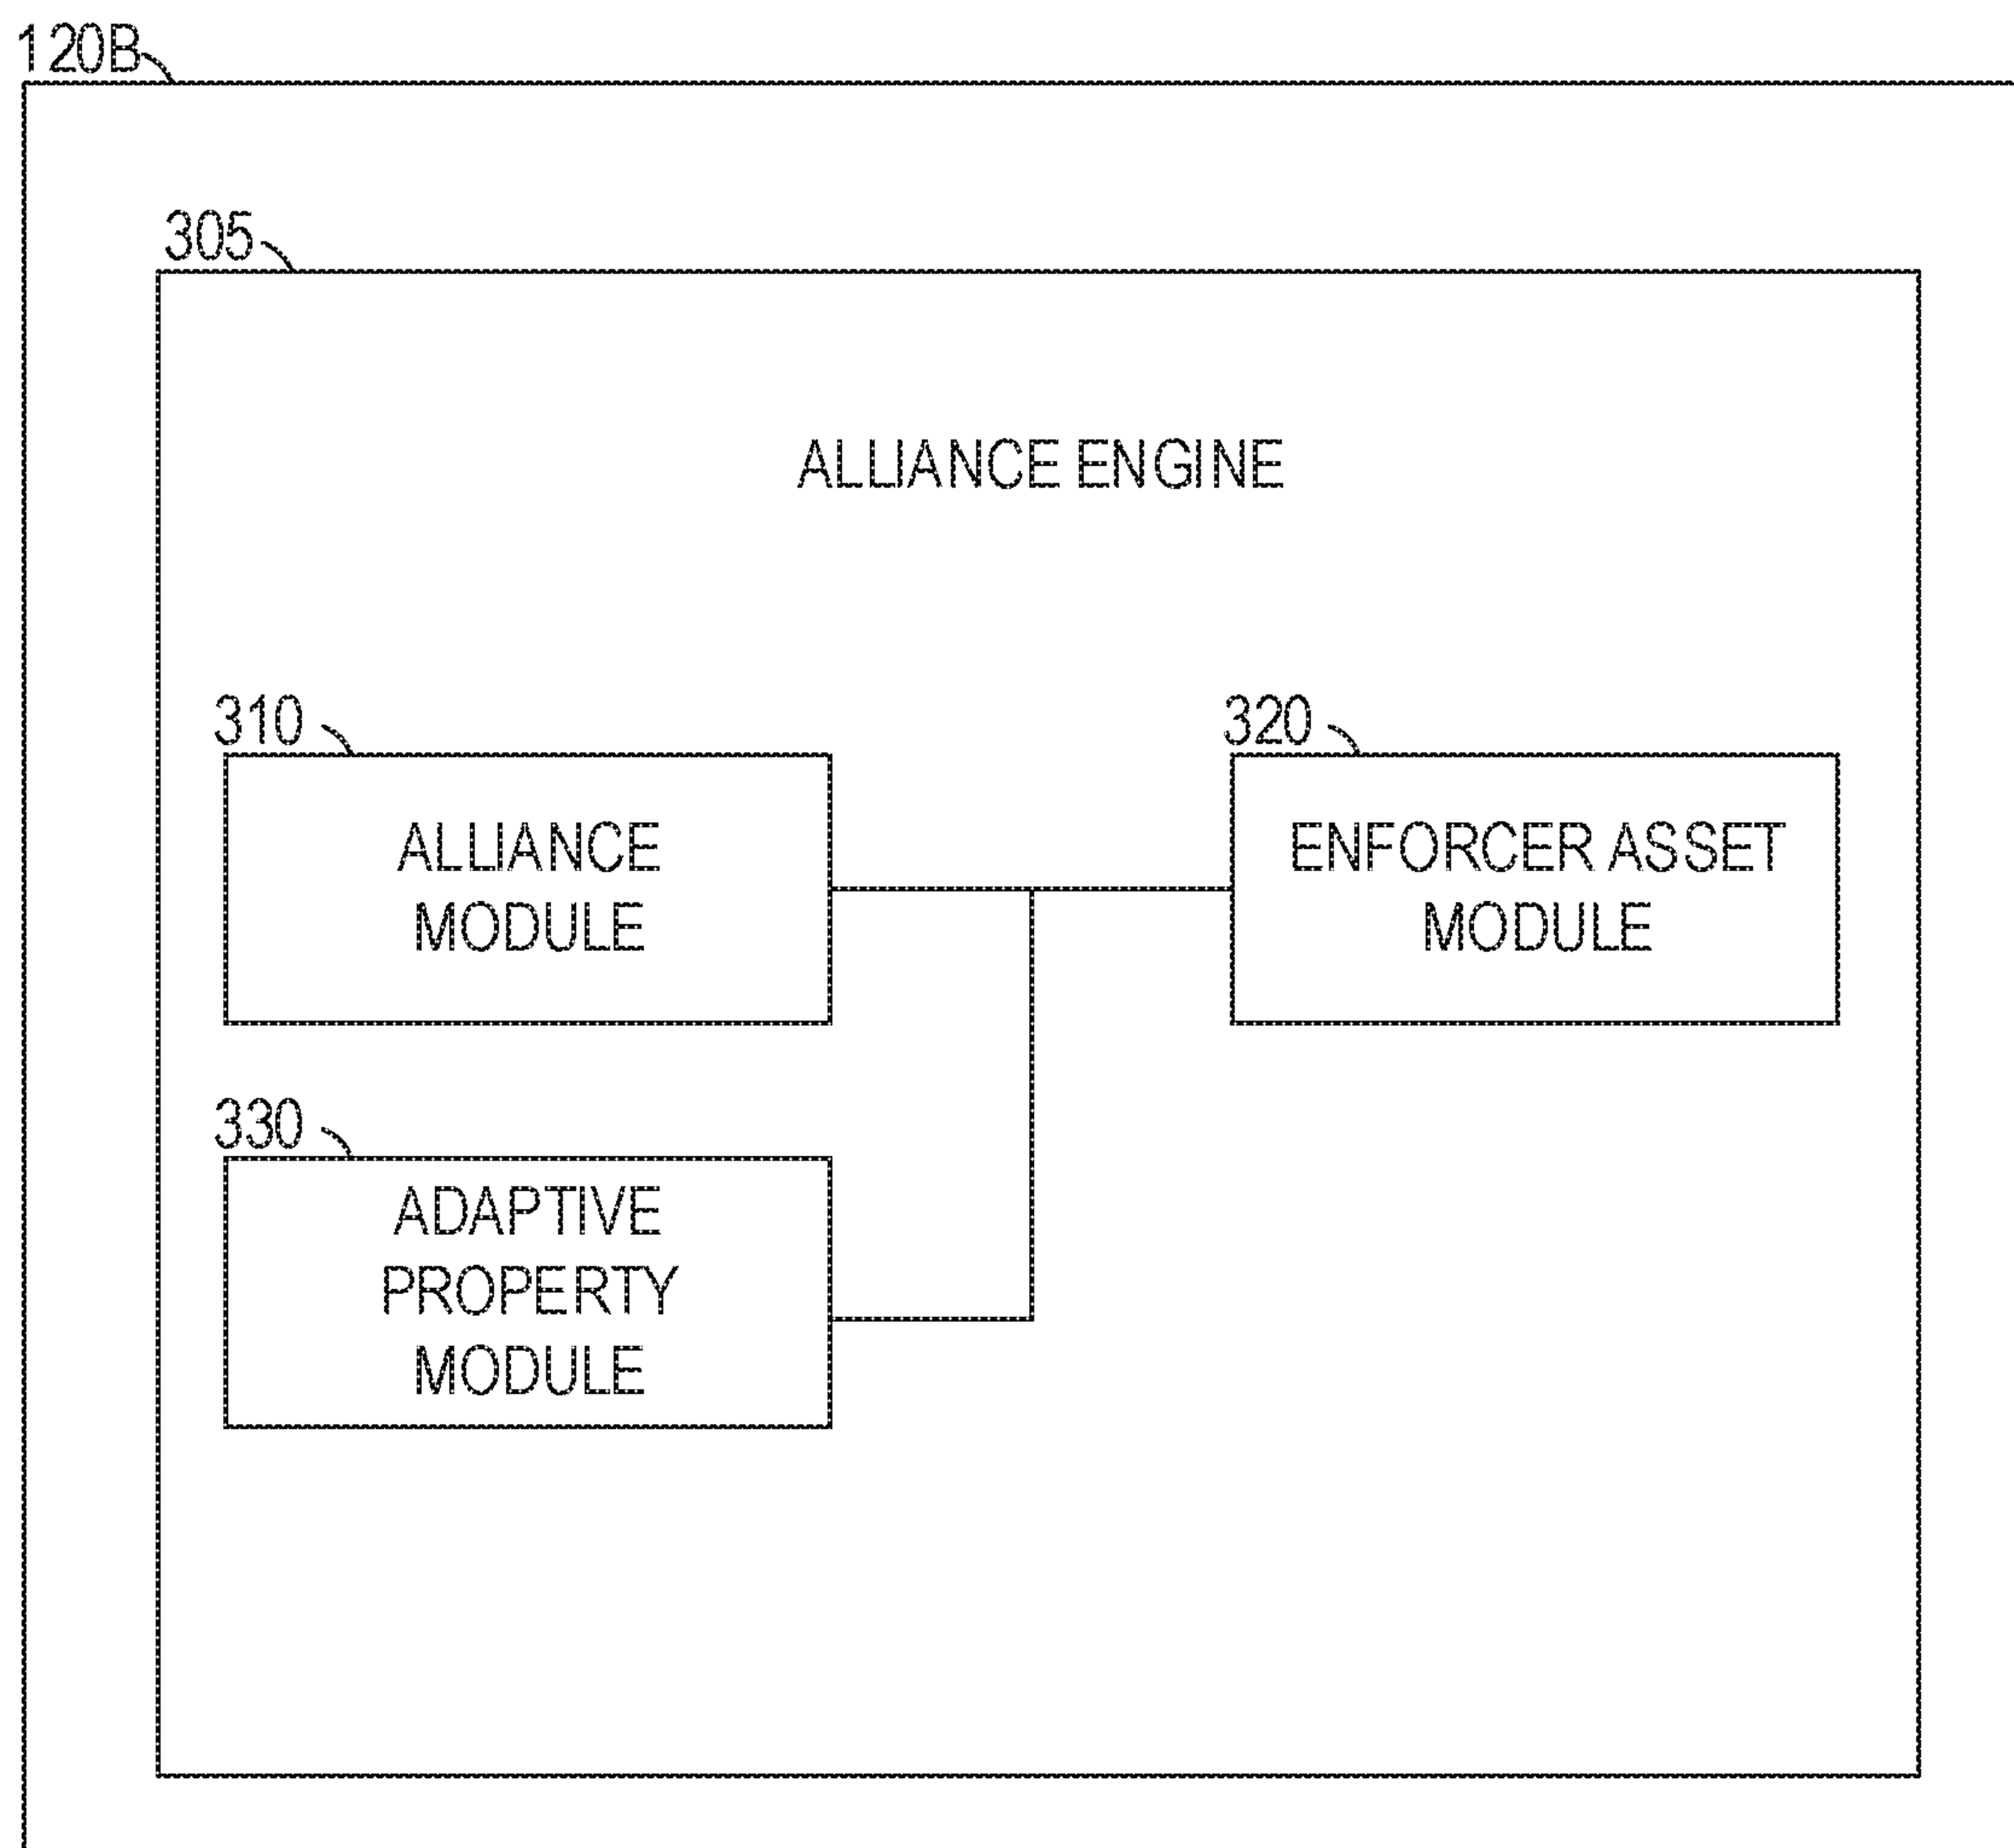 120B
305
ALLIANCE ENGINE
310
320
ALLIANCE
MODULE
ENFORCER ASSET
MODULE
330
ADAPTIVE
PROPERTY
MODULE